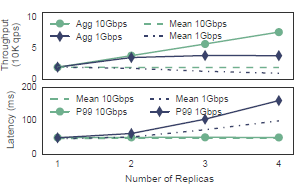 Throughput
(10K qps)
10
5
0
Agg 10Gbps
Mean 10Gbps
Agg 1Gbps
Mean 1Gbps
Latency (ms)
200
100
0
Mean 10Gbps
Mean 1Gbps
P99 10Gbps
P99 1Gbps
1
2
3
4
Number of Replicas